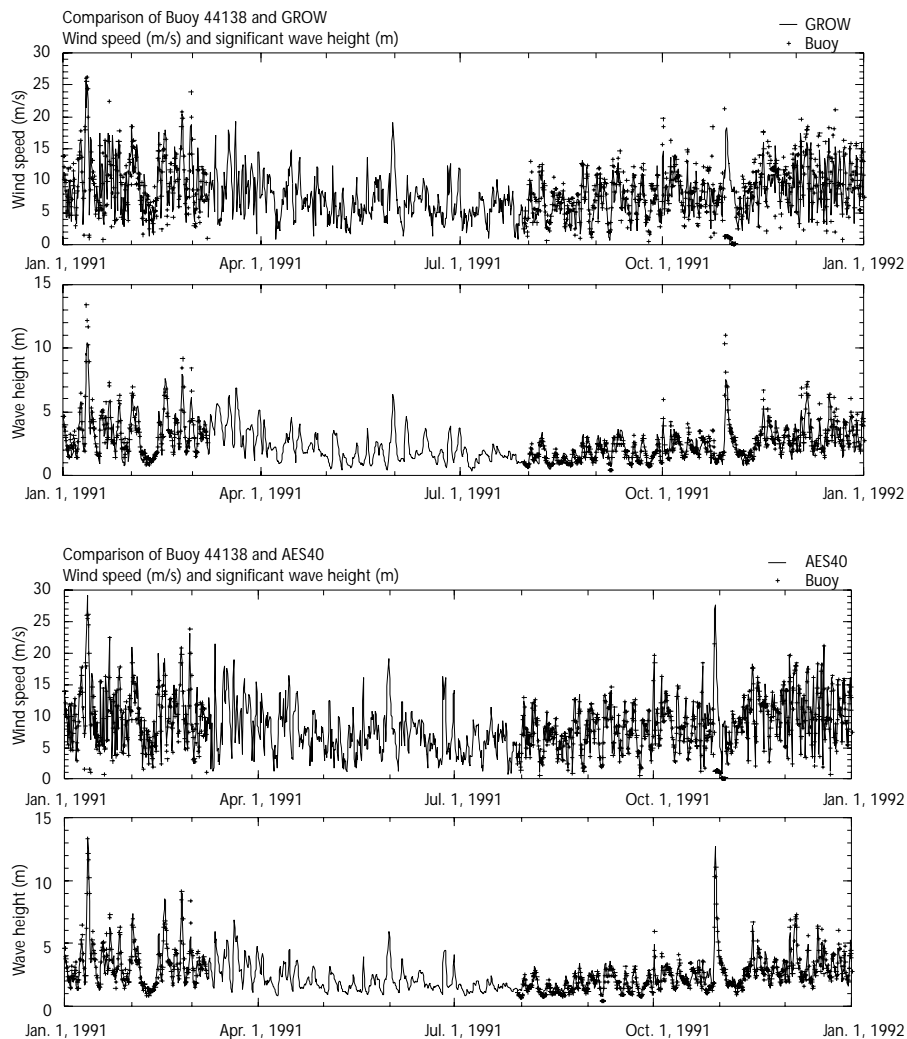 Comparison of Buoy 44138 and GROW
Wind speed (m/s) and significant wave height (m)
GROW
Buoy
Wind speed (m/s)
30
25
20
15
10
5
0
Jan. 1, 1991 Apr. 1, 1991 Jul. 1, 1991 Oct. 1, 1991 Jan. 1, 1992
Wave height (m)
15
10
5
0
Jan. 1, 1991 Apr. 1, 1991 Jul. 1, 1991 Oct. 1, 1991 Jan. 1, 1992
Comparison of Buoy 44138 and AES40
Wind speed (m/s) and significant wave height (m)
AES40
Buoy
Wind speed (m/s)
30
25
20
15
10
5
0
Jan. 1, 1991 Apr. 1, 1991 Jul. 1, 1991 Oct. 1, 1991 Jan. 1, 1992
Wave height (m)
15
10
5
0
Jan. 1, 1991 Apr. 1, 1991 Jul. 1, 1991 Oct. 1, 1991 Jan. 1, 1992